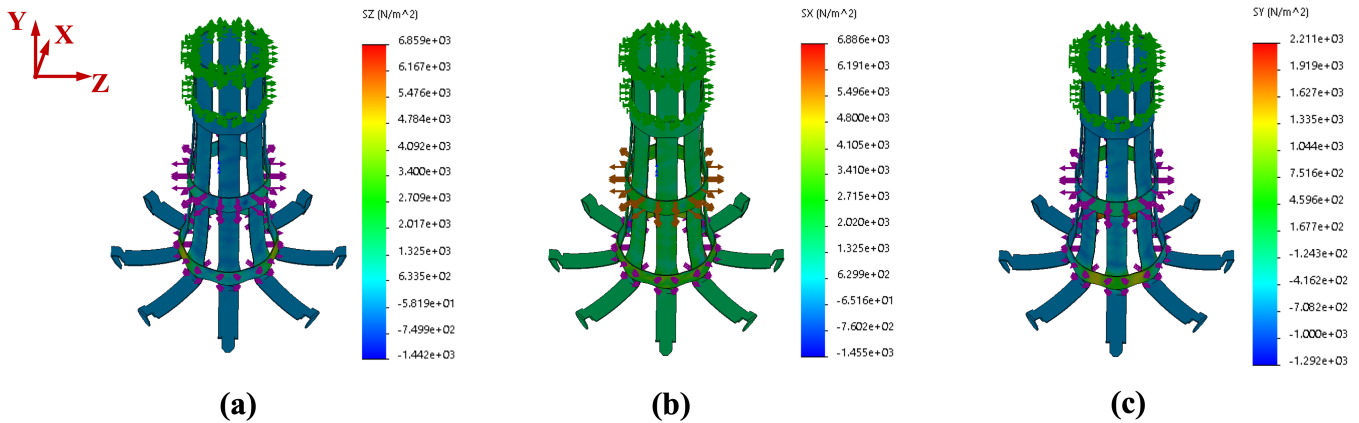 Y
X
Z
SZ (N/m^2)
6.859e+03
6.167e+03
5.476e+03
4.784e+03
4.092e+03
3.400e+03
2.709e+03
2.017e+03
1.325e+03
6.335e+02
-5.819e+01
-7.499e+02
-1.442e+03
(a)
SX (N/m^2)
6.886e+03
6.191e+03
5.496e+03
4.800e+03
4.105e+03
3.410e+03
2.715e+03
2.020e+03
1.325e+03
6.299e+02
-6.516e+01
-7.602e+02
-1.455e+03
(b)
SY (N/m^2)
2.211e+03
1.919e+03
1.627e+03
1.335e+03
1.044e+03
7.516e+02
4.596e+02
1.677e+02
-1.243e+02
-4.162e+02
-7.082e+02
-1.000e+03
-1.292e+03
(c)